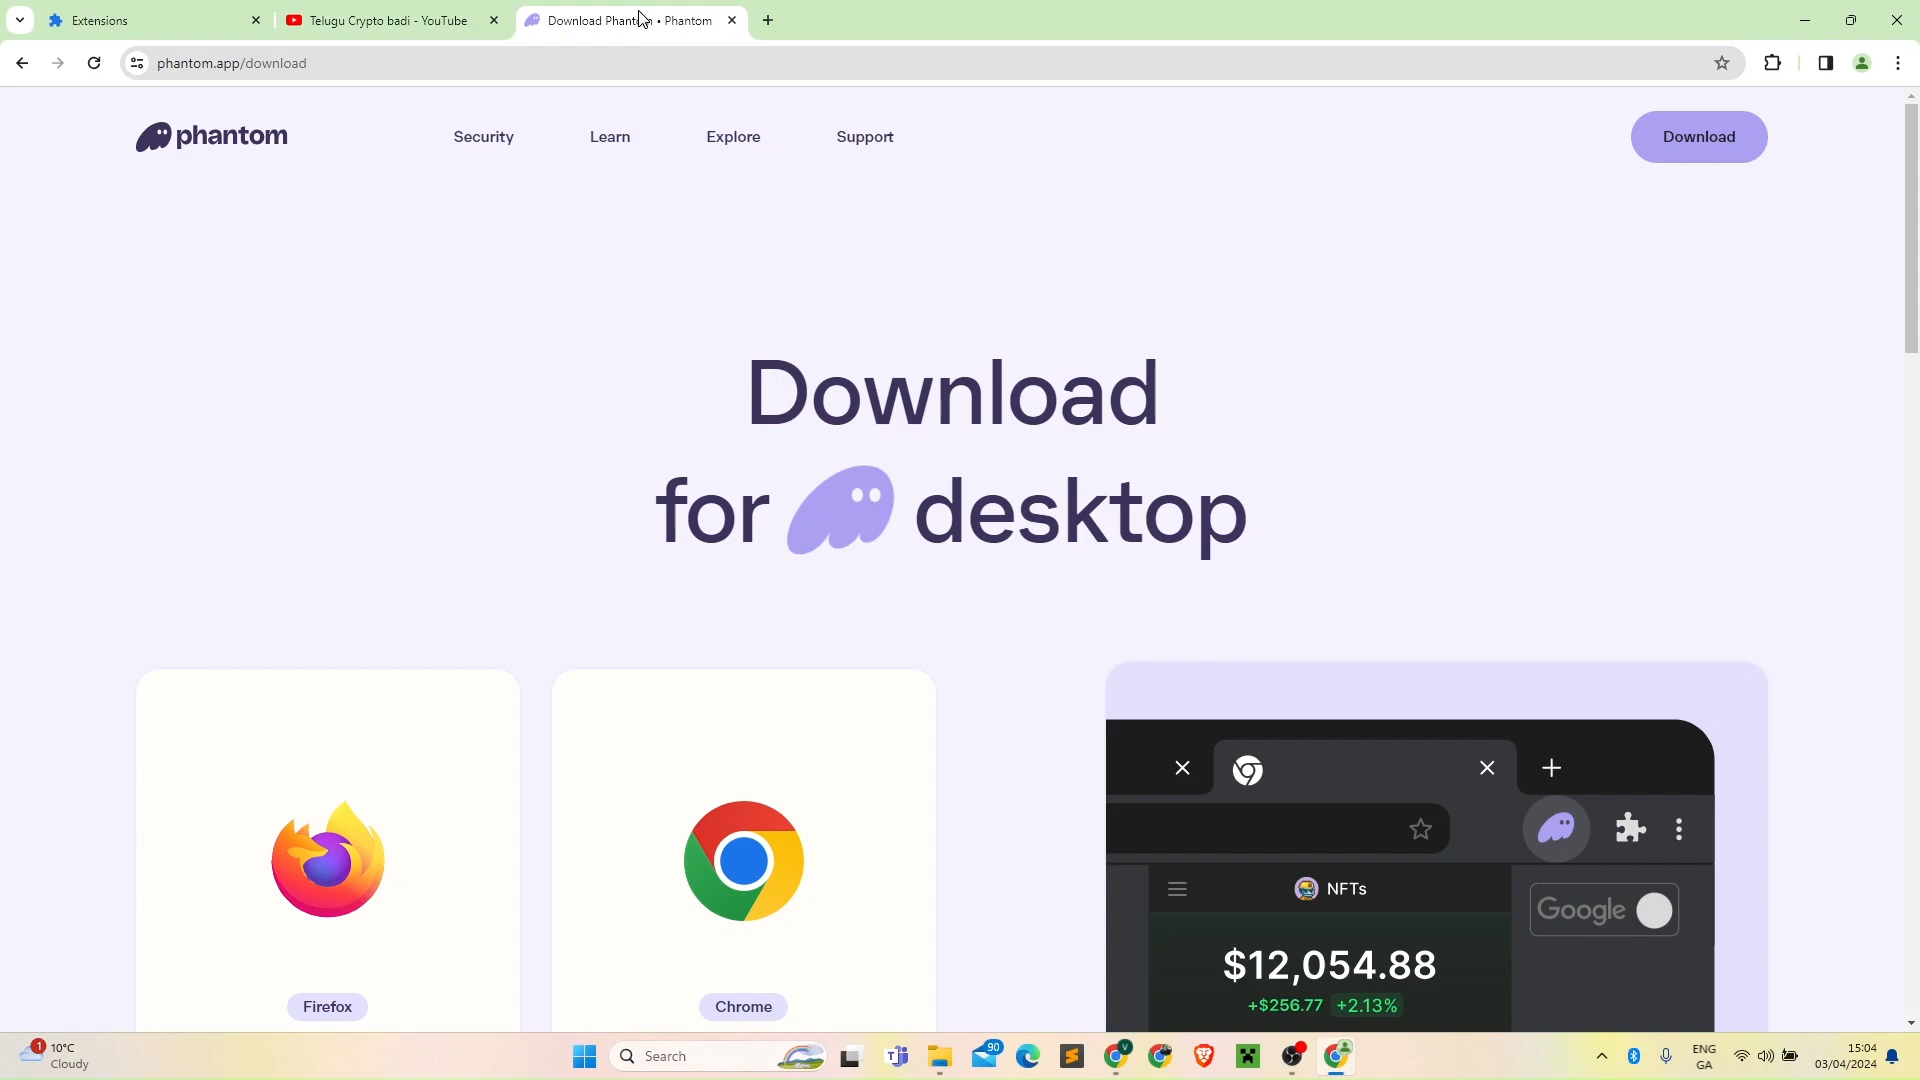 Extensions
Telugu Crypto badi - YouTube
Download Phantom • Phantom
phantom.app/download
phantom
Security
Learn
Explore
Support
Download
Download
for desktop
Firefox
Chrome
NFTs
Google
$12,054.88
+$256.77 +2.13%
1
10°C
Cloudy
Search
90
V
ENG
GA
15:04
03/04/2024